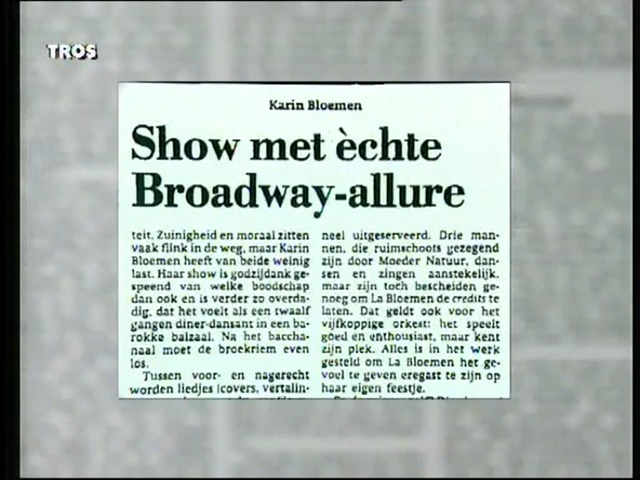 TROS
Karin Bloemen
Show met èchte
Broadway-allure
teit. Zuinigheid en moraal zitten
vaak flink in de weg, maar Karin
Bloemen heeft van beide weinig
last. Haar show is godzijdank ge-
speend van welke boodschap
dan ook en is verder zo overda-
dig, dat het voelt als een twaalf
gangen diner-dansant in een ba-
rokke balzaal. Na het baccha-
naal moet de broekriem even
los.
Tussen voor- en nagerecht
worden liedjes (covers, vertalin-
neel uitgeserveerd. Drie man-
nen, die ruimschoots gezegend
zijn door Moeder Natuur, dan-
sen en zingen aanstekelijk,
maar zijn toch bescheiden ge-
noeg om La Bloemen de credits te
laten. Dat geldt ook voor het
vijfkoppige orkest: het speelt
goed en enthousiast, maar kent
zijn plek. Alles is in het werk
gesteld om La Bloemen het ge-
voel te geven eregast te zijn op
haar eigen feestje.